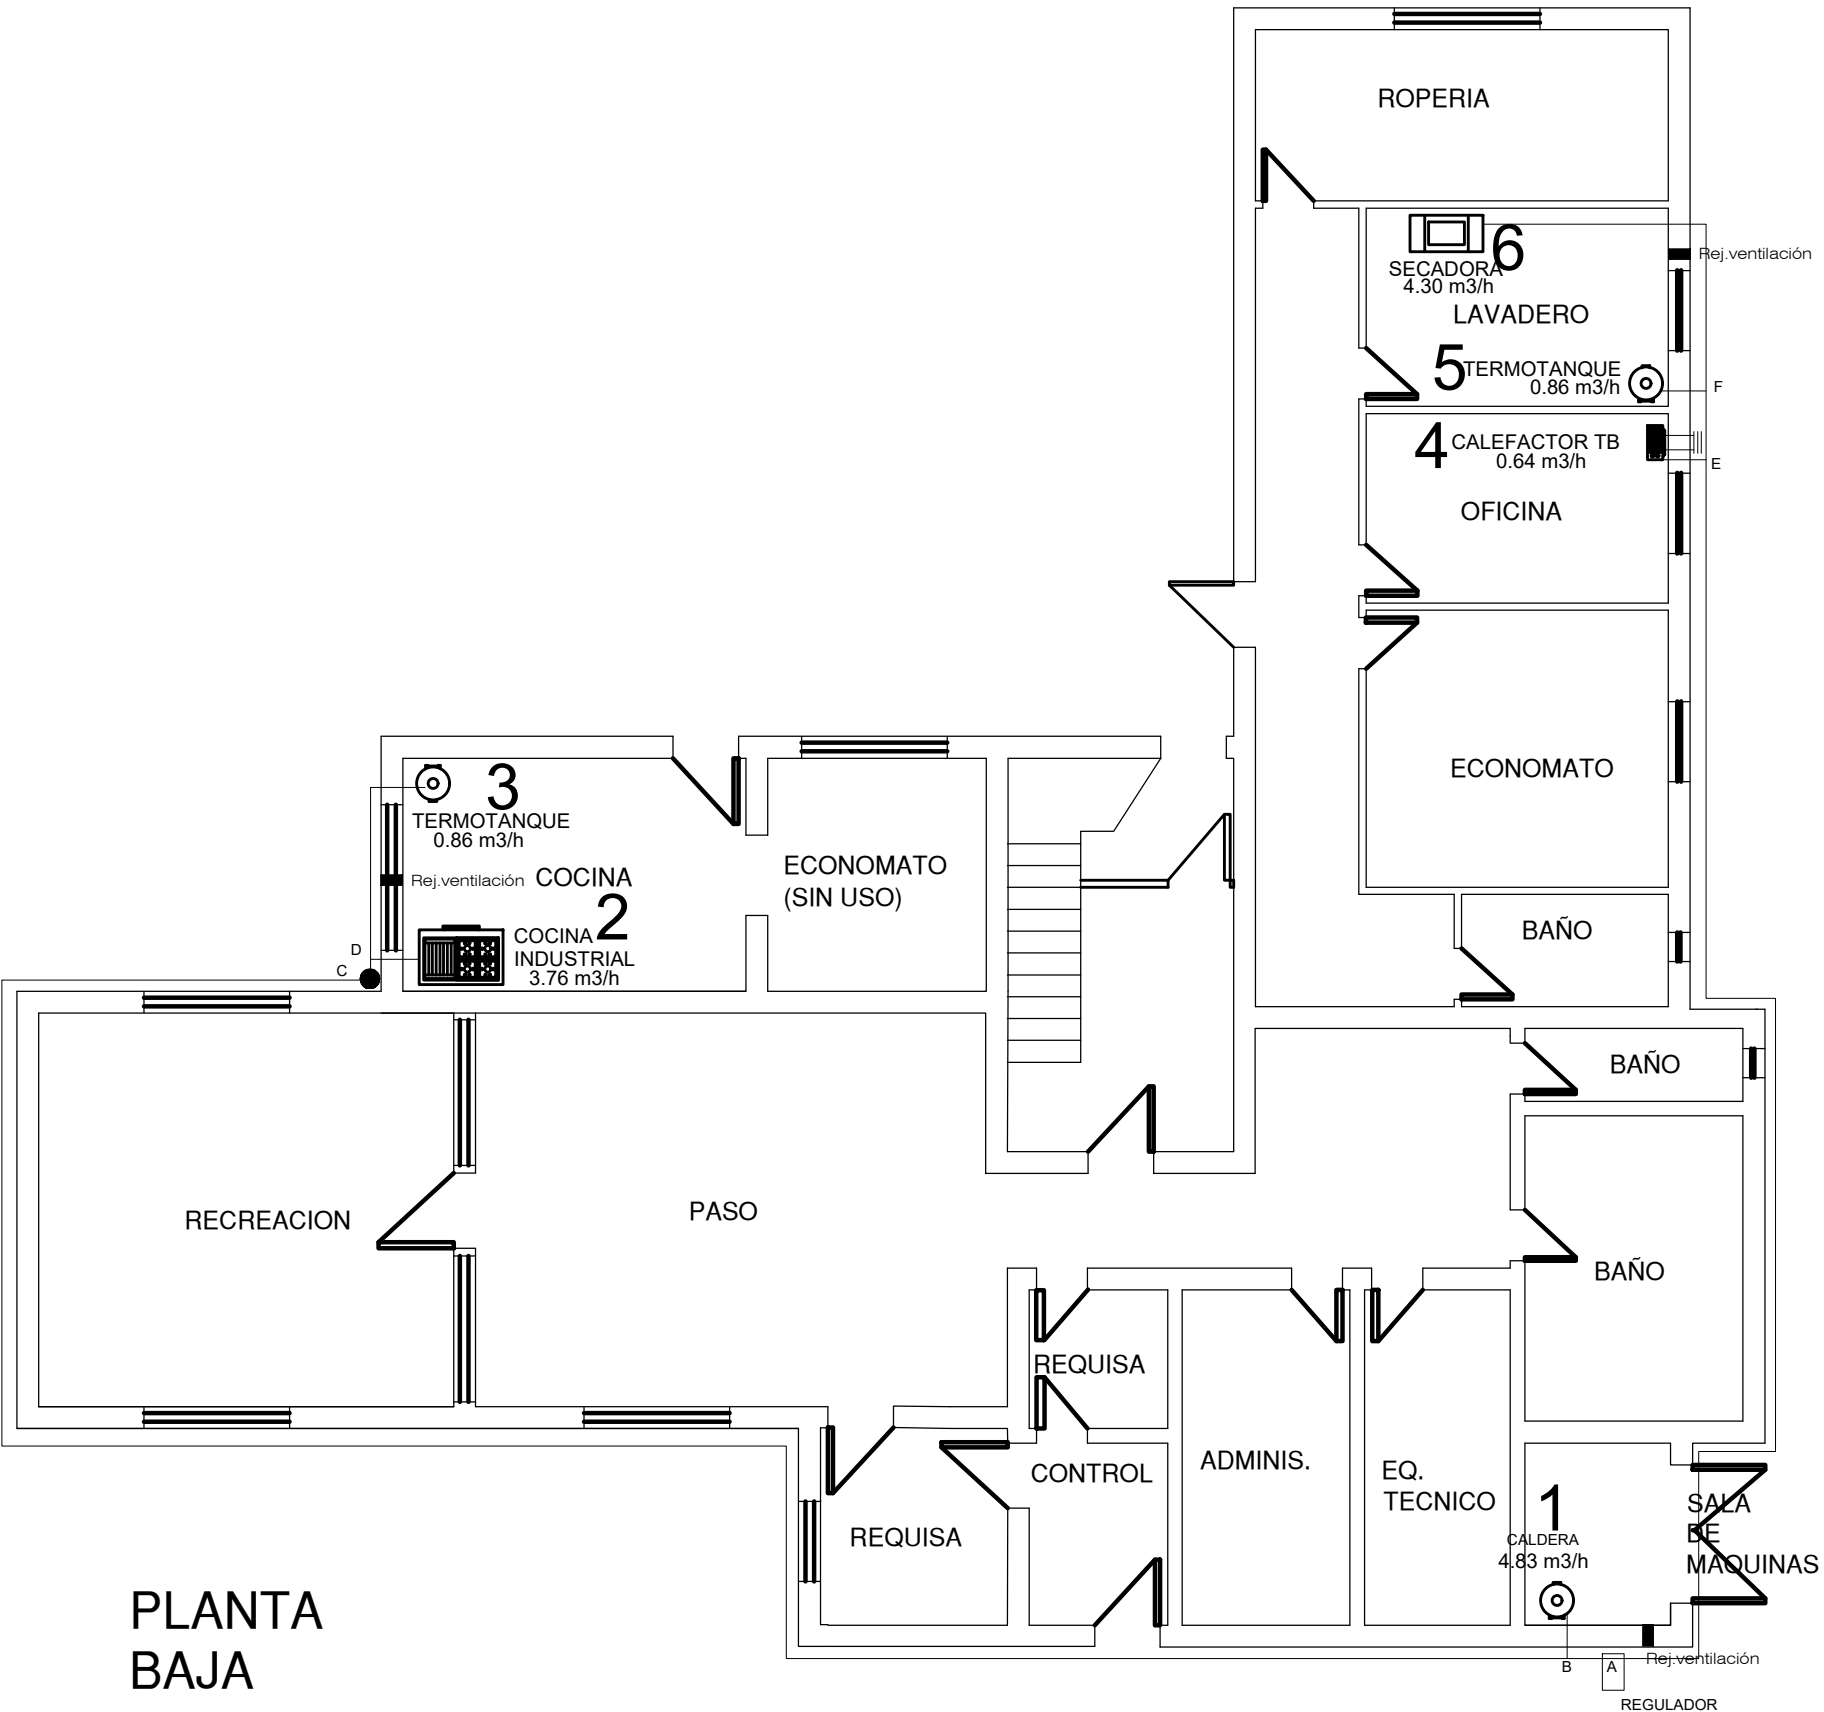 ROPERIA
6
Rej.ventilación
SECADORA
4.30 m3/h
LAVADERO
5
TERMOTANQUE
0.86 m3/h
F
4
CALEFACTOR TB
0.64 m3/h
E
OFICINA
ECONOMATO
3
TERMOTANQUE
0.86 m3/h
Rej.ventilación
COCINA
ECONOMATO
(SIN USO)
2
COCINA
INDUSTRIAL
3.76 m3/h
D
C
BAÑO
BAÑO
RECREACION
PASO
BAÑO
REQUISA
CONTROL
ADMINIS.
EQ.
TECNICO
REQUISA
1
CALDERA
4.83 m3/h
SALA
DE
MAQUINAS
PLANTA
BAJA
B
A
Rej.ventilación
REGULADOR